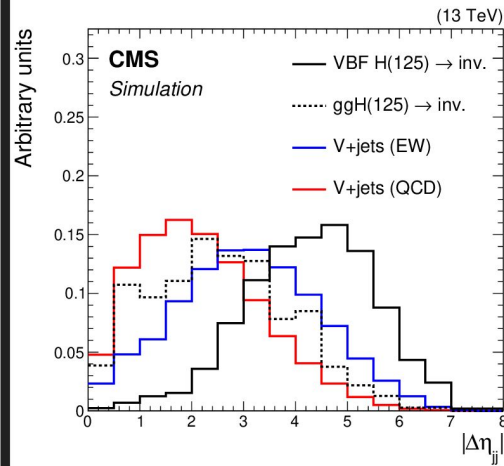 (13 TeV)
CMS
Simulation
VBF H(125) → inv.
ggH(125) → inv.
V+jets (EW)
V+jets (QCD)
Arbitrary units
0.3
0.25
0.2
0.15
0.1
0.05
0
0 1 2 3 4 5 6 7 8
|Δη_jj|